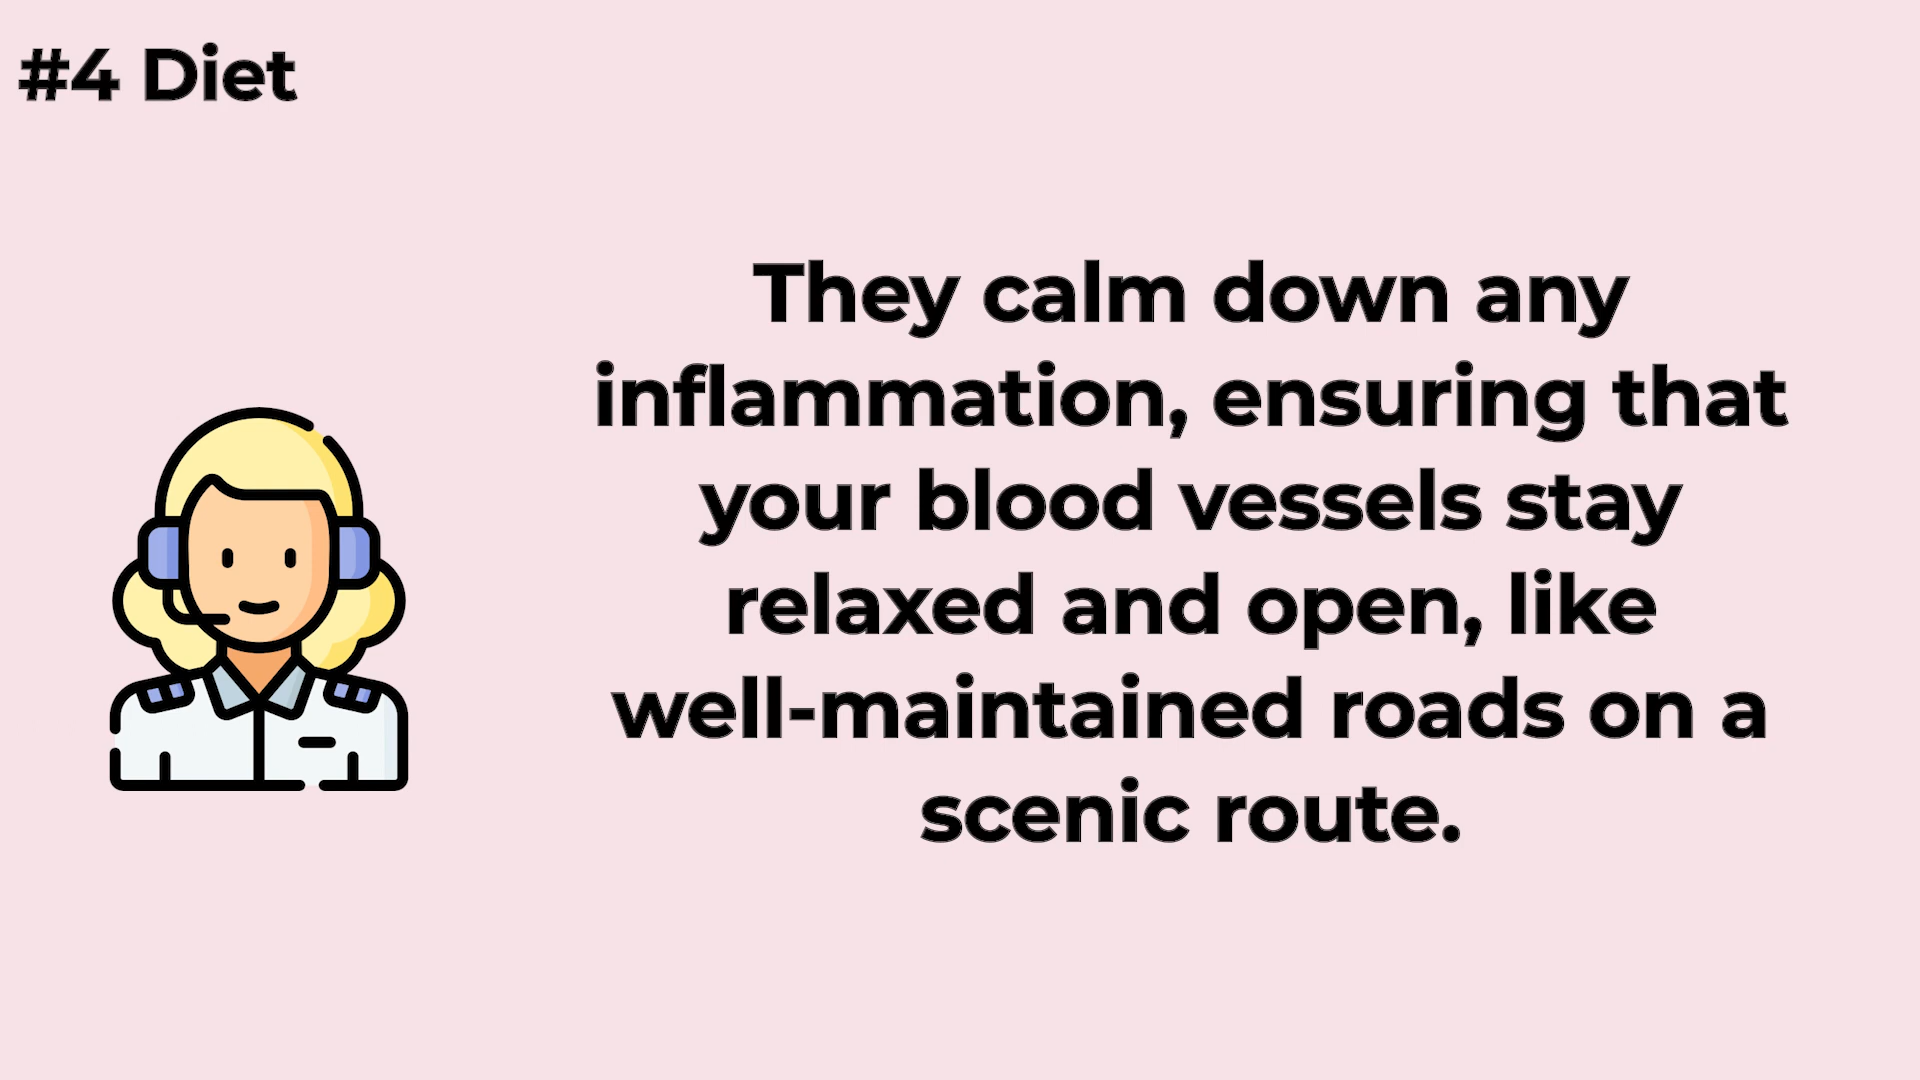 #4 Diet
They calm down any
inflammation, ensuring that
your blood vessels stay
relaxed and open, like
well-maintained roads on a
scenic route.